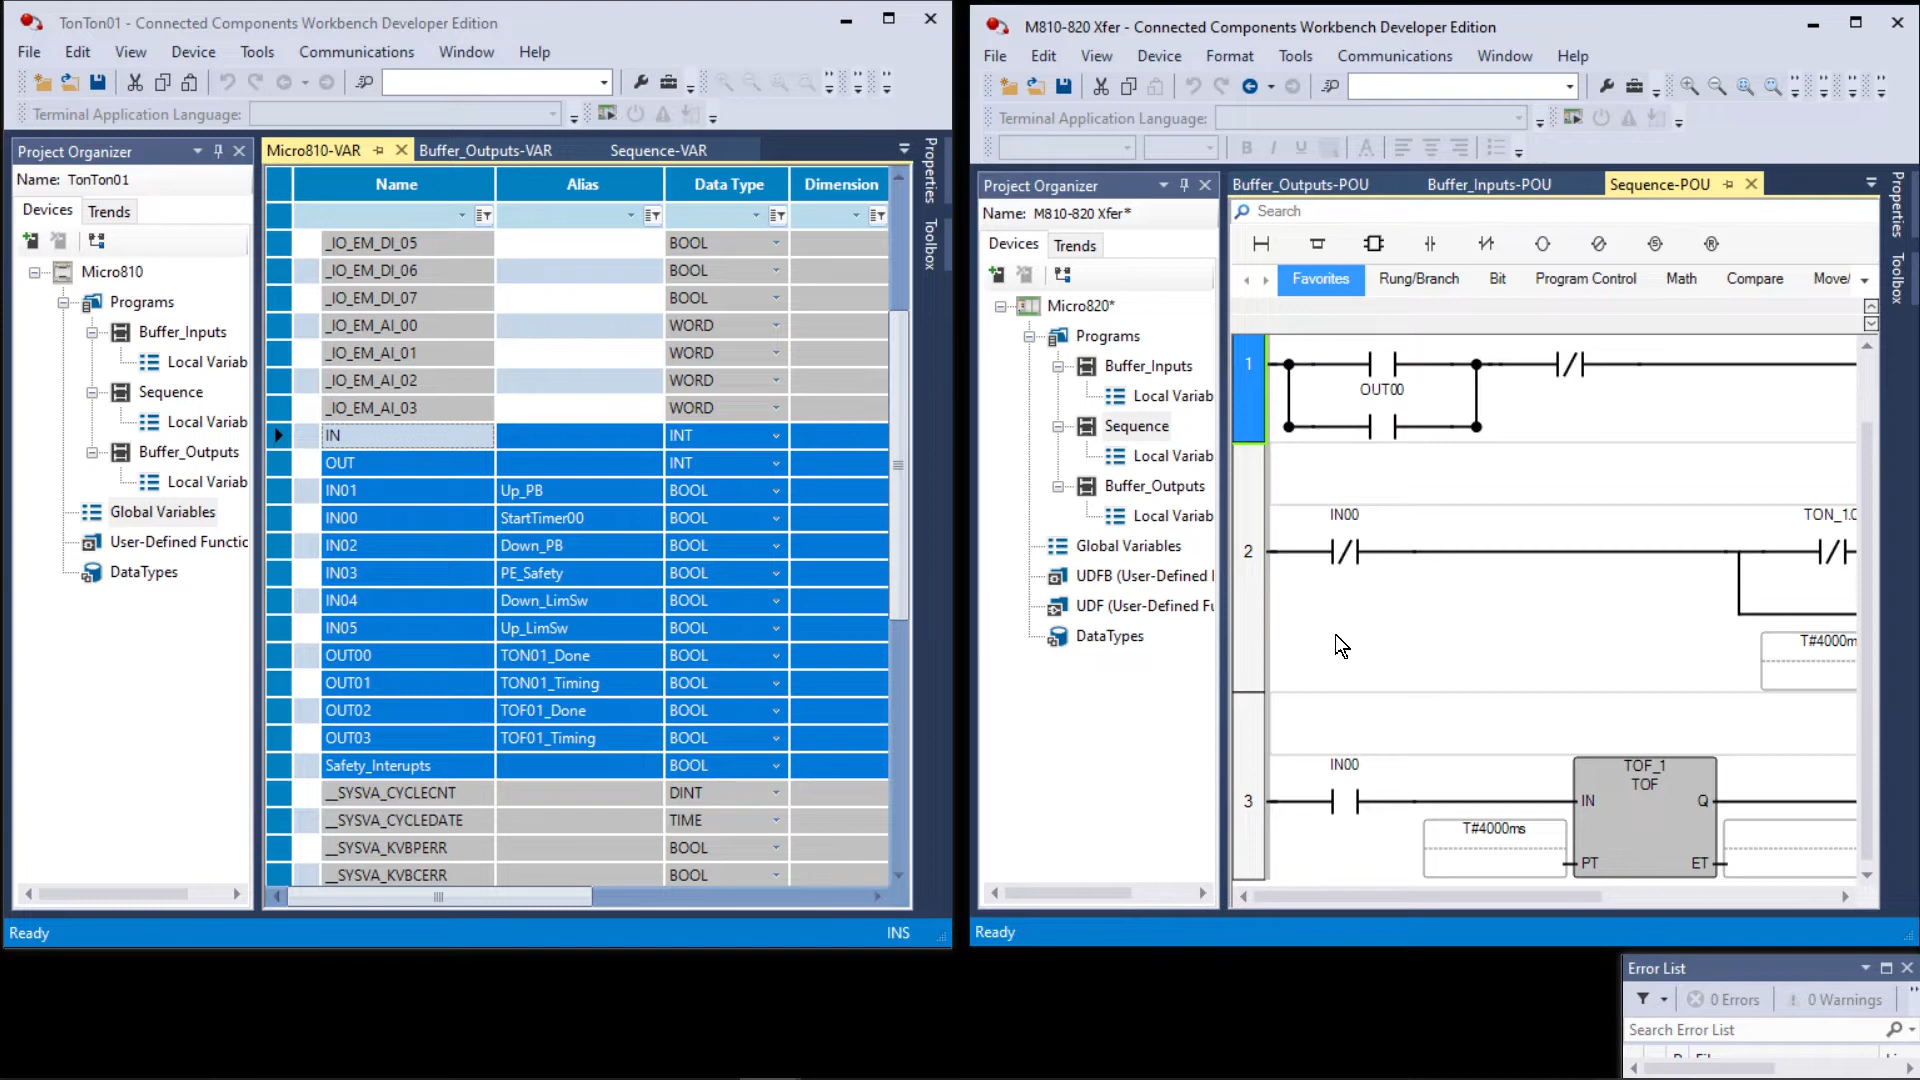 TonTon01 - Connected Components Workbench Developer Edition
File Edit View Device Tools Communications Window Help
Terminal Application Language:
Project Organizer
Name: TonTon01
Devices Trends
Micro810
Programs
Buffer_Inputs
Local Variab
Sequence
Local Variab
Buffer_Outputs
Local Variab
Global Variables
User-Defined Functic
DataTypes
Micro810-VAR Buffer_Outputs-VAR Sequence-VAR
Name Alias Data Type Dimension
_IO_EM_DI_05 BOOL
_IO_EM_DI_06 BOOL
_IO_EM_DI_07 BOOL
_IO_EM_AI_00 WORD
_IO_EM_AI_01 WORD
_IO_EM_AI_02 WORD
_IO_EM_AI_03 WORD
IN INT
OUT INT
IN01 Up_PB BOOL
IN00 StartTimer00 BOOL
IN02 Down_PB BOOL
IN03 PE_Safety BOOL
IN04 Down_LimSw BOOL
IN05 Up_LimSw BOOL
OUT00 TON01_Done BOOL
OUT01 TON01_Timing BOOL
OUT02 TOF01_Done BOOL
OUT03 TOF01_Timing BOOL
Safety_Interupts BOOL
__SYSVA_CYCLECNT DINT
__SYSVA_CYCLEDATE TIME
__SYSVA_KVBPERR BOOL
__SYSVA_KVBCERR BOOL
Properties
Toolbox
Ready INS
M810-820 Xfer - Connected Components Workbench Developer Edition
File Edit View Device Format Tools Communications Window Help
Terminal Application Language:
B I U A
Project Organizer
Name: M810-820 Xfer*
Devices Trends
Micro820*
Programs
Buffer_Inputs
Local Variab
Sequence
Local Variab
Buffer_Outputs
Local Variab
Global Variables
UDFB (User-Defined
UDF (User-Defined Fu
DataTypes
Buffer_Outputs-POU Buffer_Inputs-POU Sequence-POU
Search
Favorites Rung/Branch Bit Program Control Math Compare Move/
1
OUT00
IN00 TON_1.
2
T#4000m
IN00 TOF_1
TOF
3 IN Q
T#4000ms
PT ET
Properties
Toolbox
Ready
Error List
0 Errors 0 Warnings
Search Error List